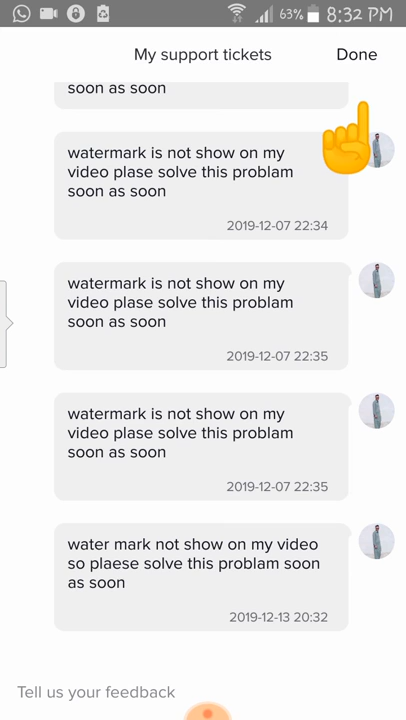 63% 8:32 PM
My support tickets Done
soon as soon
watermark is not show on my
video plase solve this problam
soon as soon
2019-12-07 22:34
watermark is not show on my
video plase solve this problam
soon as soon
2019-12-07 22:35
watermark is not show on my
video plase solve this problam
soon as soon
2019-12-07 22:35
water mark not show on my video
so plaese solve this problam soon
as soon
2019-12-13 20:32
Tell us your feedback